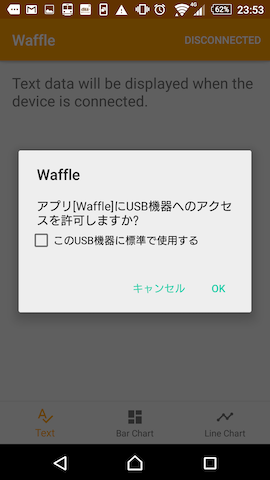 62% 23:53
Waffle DISCONNECTED
Text data will be displayed when the
device is connected.
Waffle
アプリ[Waffle]にUSB機器へのアクセ
スを許可しますか?
このUSB機器に標準で使用する
キャンセル OK
Text Bar Chart Line Chart